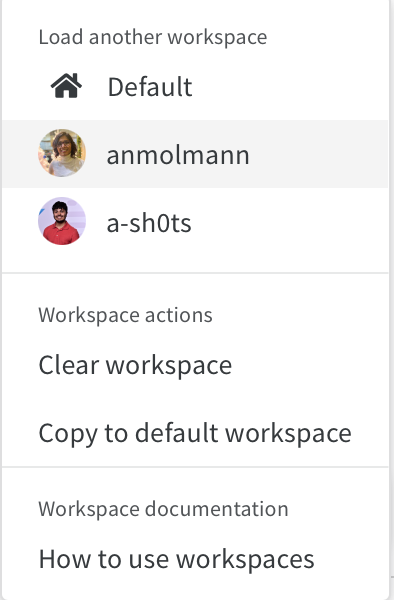 Load another workspace
Default
anmolmann
a-sh0ts
Workspace actions
Clear workspace
Copy to default workspace
Workspace documentation
How to use workspaces